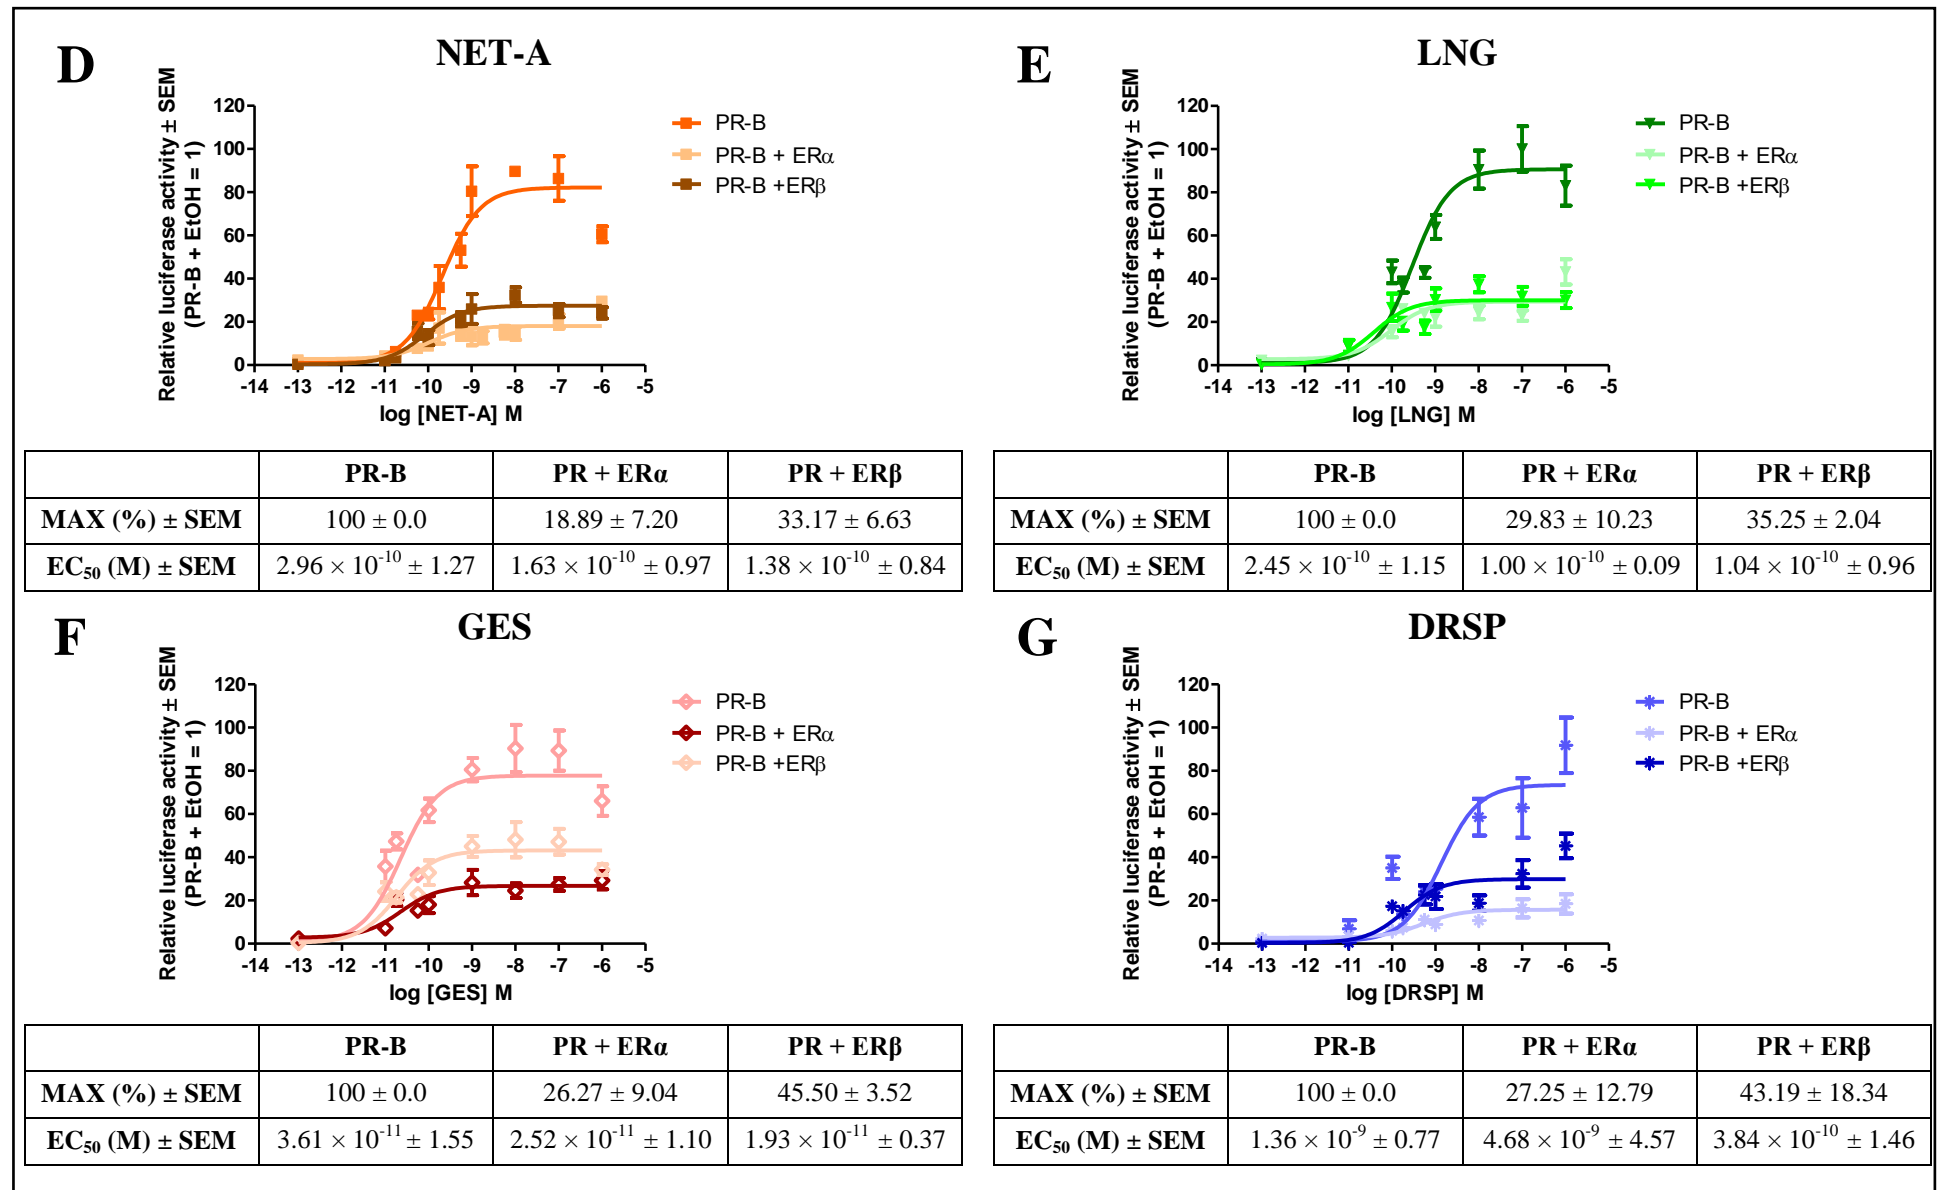 D
NET-A
Relative luciferase activity ± SEM
(PR-B + EtOH = 1)
120
100
80
60
40
20
0
-14 -13 -12 -11 -10 -9 -8 -7 -6 -5
log [NET-A] M
PR-B
PR-B + ERα
PR-B +ERβ
PR-B PR + ERα PR + ERβ
MAX (%) ± SEM 100 ± 0.0 18.89 ± 7.20 33.17 ± 6.63
EC₅₀ (M) ± SEM 2.96 × 10⁻¹⁰ ± 1.27 1.63 × 10⁻¹⁰ ± 0.97 1.38 × 10⁻¹⁰ ± 0.84
E
LNG
Relative luciferase activity ± SEM
(PR-B + EtOH = 1)
120
100
80
60
40
20
0
-14 -13 -12 -11 -10 -9 -8 -7 -6 -5
log [LNG] M
PR-B
PR-B + ERα
PR-B +ERβ
PR-B PR + ERα PR + ERβ
MAX (%) ± SEM 100 ± 0.0 29.83 ± 10.23 35.25 ± 2.04
EC₅₀ (M) ± SEM 2.45 × 10⁻¹⁰ ± 1.15 1.00 × 10⁻¹⁰ ± 0.09 1.04 × 10⁻¹⁰ ± 0.96
F
GES
Relative luciferase activity ± SEM
(PR-B + EtOH = 1)
120
100
80
60
40
20
0
-14 -13 -12 -11 -10 -9 -8 -7 -6 -5
log [GES] M
PR-B
PR-B + ERα
PR-B +ERβ
PR-B PR + ERα PR + ERβ
MAX (%) ± SEM 100 ± 0.0 26.27 ± 9.04 45.50 ± 3.52
EC₅₀ (M) ± SEM 3.61 × 10⁻¹¹ ± 1.55 2.52 × 10⁻¹¹ ± 1.10 1.93 × 10⁻¹¹ ± 0.37
G
DRSP
Relative luciferase activity ± SEM
(PR-B + EtOH = 1)
120
100
80
60
40
20
0
-14 -13 -12 -11 -10 -9 -8 -7 -6 -5
log [DRSP] M
PR-B
PR-B + ERα
PR-B +ERβ
PR-B PR + ERα PR + ERβ
MAX (%) ± SEM 100 ± 0.0 27.25 ± 12.79 43.19 ± 18.34
EC₅₀ (M) ± SEM 1.36 × 10⁻⁹ ± 0.77 4.68 × 10⁻⁹ ± 4.57 3.84 × 10⁻¹⁰ ± 1.46